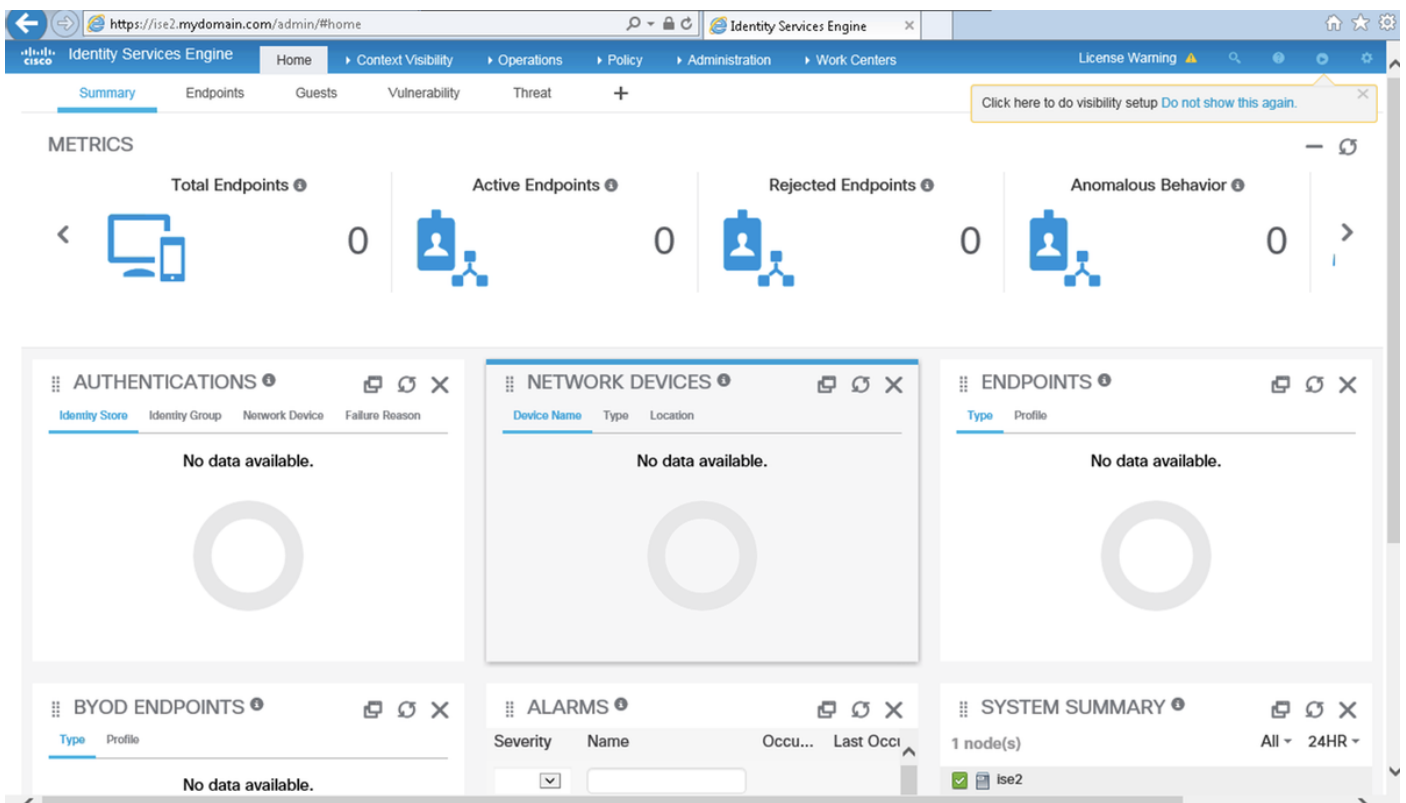 https://ise2.mydomain.com/admin/#home
Identity Services Engine
cisco Identity Services Engine Home Context Visibility Operations Policy Administration Work Centers License Warning
Summary Endpoints Guests Vulnerability Threat +
Click here to do visibility setup Do not show this again.
METRICS
Total Endpoints Active Endpoints Rejected Endpoints Anomalous Behavior
0 0 0 0
AUTHENTICATIONS
Identity Store Identity Group Network Device Failure Reason
No data available.
NETWORK DEVICES
Device Name Type Location
No data available.
ENDPOINTS
Type Profile
No data available.
BYOD ENDPOINTS
Type Profile
No data available.
ALARMS
Severity Name Occu... Last Occu
SYSTEM SUMMARY
1 node(s) All 24HR
ise2